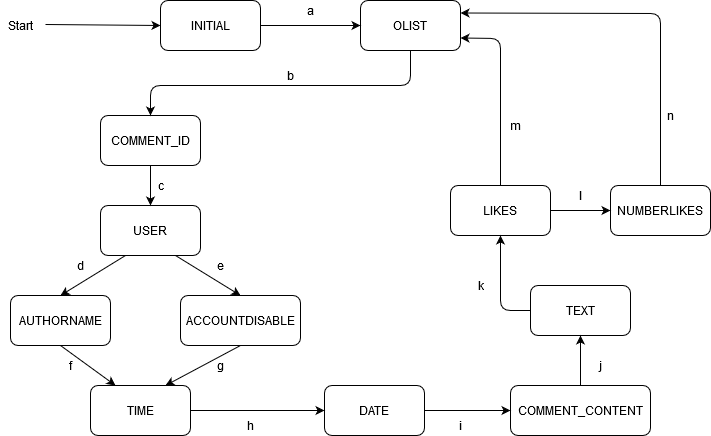 Start
INITIAL
a
OLIST
b
COMMENT_ID
c
USER
d
e
AUTHORNAME
ACCOUNTDISABLE
f
g
TIME
h
DATE
i
COMMENT_CONTENT
j
TEXT
k
LIKES
l
NUMBERLIKES
m
n